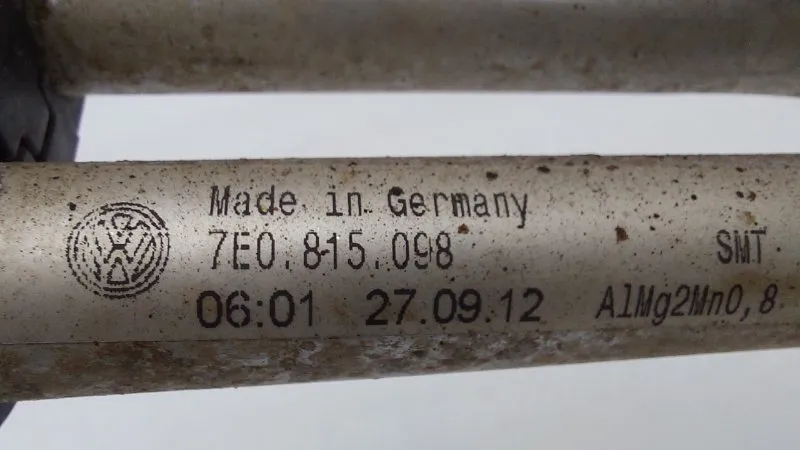 Made in Germany
7E0.815.098
SMT
06:01 27.09.12
AlMg2Mn0,8